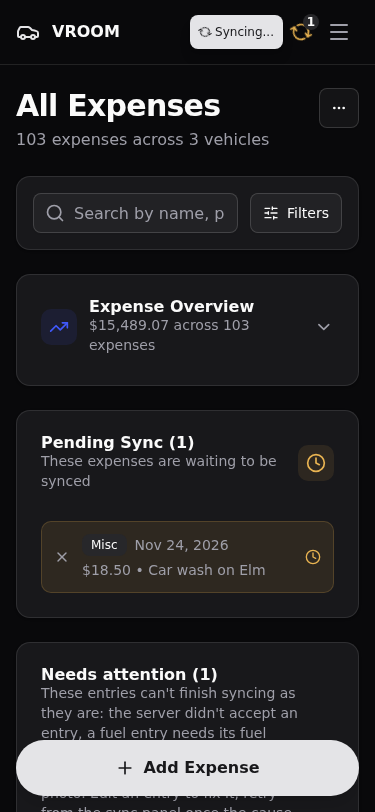 VROOM
Syncing...
1
All Expenses
...
103 expenses across 3 vehicles
Search by name, p
Filters
Expense Overview
$15,489.07 across 103
expenses
Pending Sync (1)
These expenses are waiting to be
synced
Misc Nov 24, 2026
$18.50 • Car wash on Elm
Needs attention (1)
These entries can't finish syncing as
they are: the server didn't accept an
entry, a fuel entry needs its fuel
Add Expense